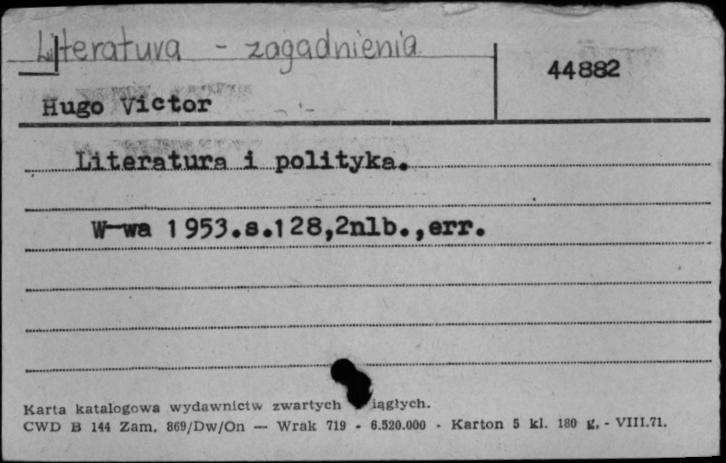 Literatura - zagadnienia
44882
Hugo Victor
Literatura i polityka.
W-wa 1953.s.128,2nlb.,err.
Karta katalogowa wydawnictw zwartych iągłych.
CWD B 144 Zam. 869/Dw/On — Wrak 719 - 6.520.000 - Karton 5 kl. 180 g. - VIII.71.